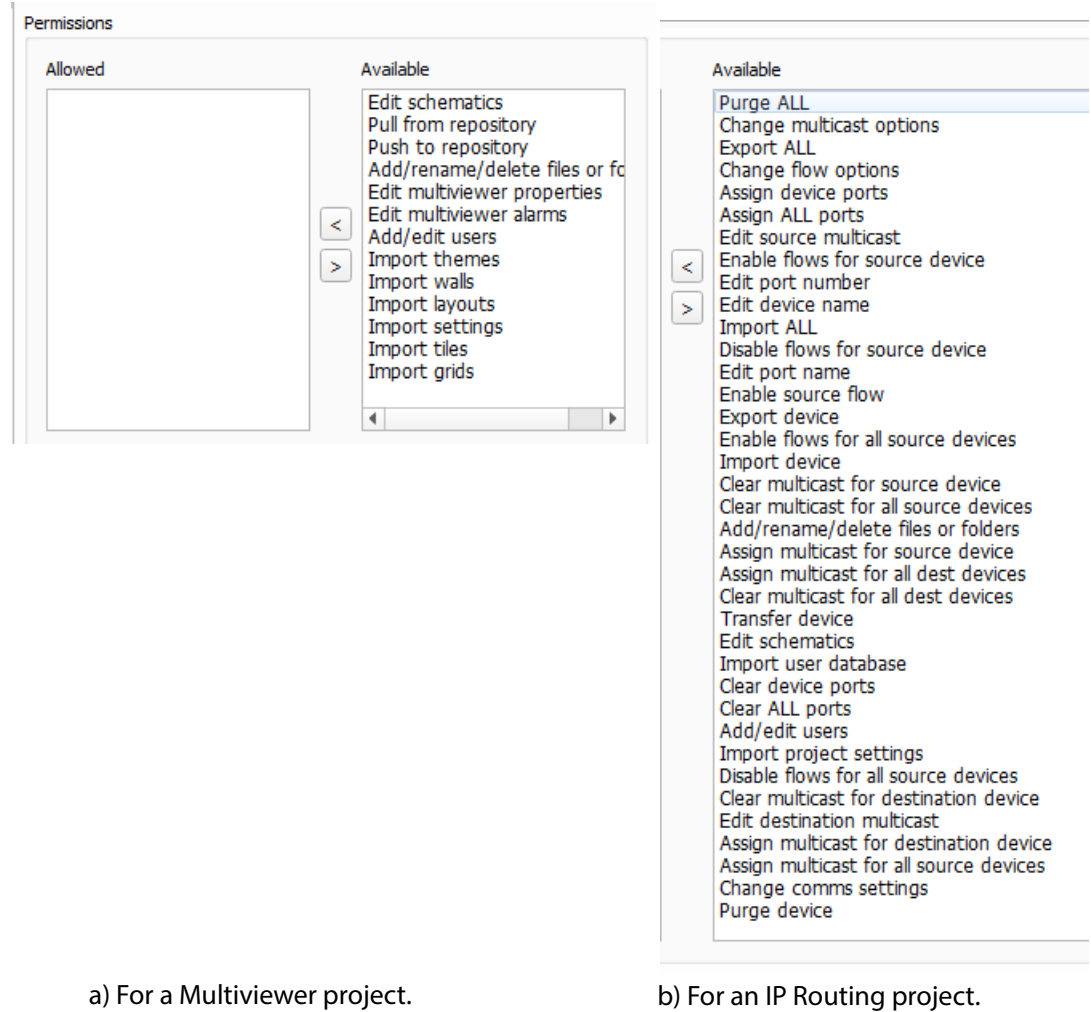 Permissions
Allowed
Available
Edit schematics
Pull from repository
Push to repository
Add/rename/delete files or fo
Edit multiviewer properties
Edit multiviewer alarms
Add/edit users
Import themes
Import walls
Import layouts
Import settings
Import tiles
Import grids
<
>
a) For a Multiviewer project.
Available
Purge ALL
Change multicast options
Export ALL
Change flow options
Assign device ports
Assign ALL ports
Edit source multicast
Enable flows for source device
Edit port number
Edit device name
Import ALL
Disable flows for source device
Edit port name
Enable source flow
Export device
Enable flows for all source devices
Import device
Clear multicast for source device
Clear multicast for all source devices
Add/rename/delete files or folders
Assign multicast for source device
Assign multicast for all dest devices
Clear multicast for all dest devices
Transfer device
Edit schematics
Import user database
Clear device ports
Clear ALL ports
Add/edit users
Import project settings
Disable flows for all source devices
Clear multicast for destination device
Edit destination multicast
Assign multicast for destination device
Assign multicast for all source devices
Change comms settings
Purge device
<
>
b) For an IP Routing project.